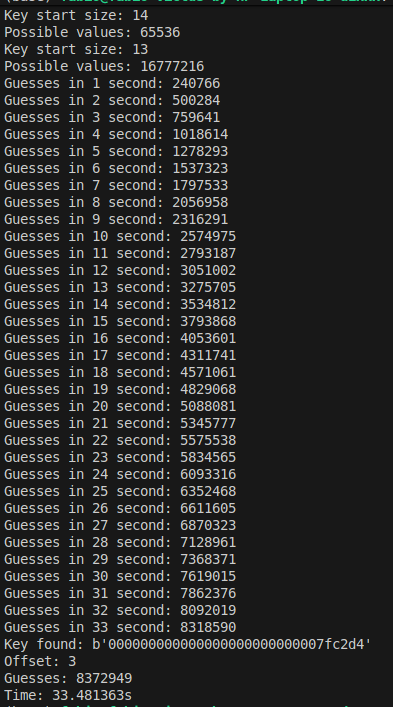 Key start size: 14
Possible values: 65536
Key start size: 13
Possible values: 16777216
Guesses in 1 second: 240766
Guesses in 2 second: 500284
Guesses in 3 second: 759641
Guesses in 4 second: 1018614
Guesses in 5 second: 1278293
Guesses in 6 second: 1537323
Guesses in 7 second: 1797533
Guesses in 8 second: 2056958
Guesses in 9 second: 2316291
Guesses in 10 second: 2574975
Guesses in 11 second: 2793187
Guesses in 12 second: 3051002
Guesses in 13 second: 3275705
Guesses in 14 second: 3534812
Guesses in 15 second: 3793868
Guesses in 16 second: 4053601
Guesses in 17 second: 4311741
Guesses in 18 second: 4571061
Guesses in 19 second: 4829068
Guesses in 20 second: 5088081
Guesses in 21 second: 5345777
Guesses in 22 second: 5575538
Guesses in 23 second: 5834565
Guesses in 24 second: 6093316
Guesses in 25 second: 6352468
Guesses in 26 second: 6611605
Guesses in 27 second: 6870323
Guesses in 28 second: 7128961
Guesses in 29 second: 7368371
Guesses in 30 second: 7619015
Guesses in 31 second: 7862376
Guesses in 32 second: 8092019
Guesses in 33 second: 8318590
Key found: b'000000000000000000000000007fc2d4'
Offset: 3
Guesses: 8372949
Time: 33.481363s